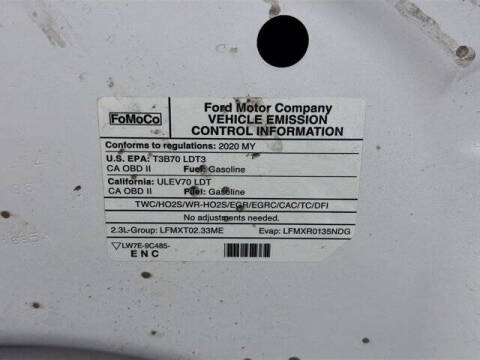 FoMoCo
Ford Motor Company
VEHICLE EMISSION
CONTROL INFORMATION
Conforms to regulations: 2020 MY
U.S. EPA: T3B70 LDT3
CA OBD II Fuel: Gasoline
California: ULEV70 LDT
CA OBD II Fuel: Gasoline
TWC/HO2S/WR-HO2S/EGR/EGRC/CAC/TC/DFI
No adjustments needed.
2.3L-Group: LFMXT02.33ME Evap: LFMXR0135NDG
LW7E-9C485-
ENC